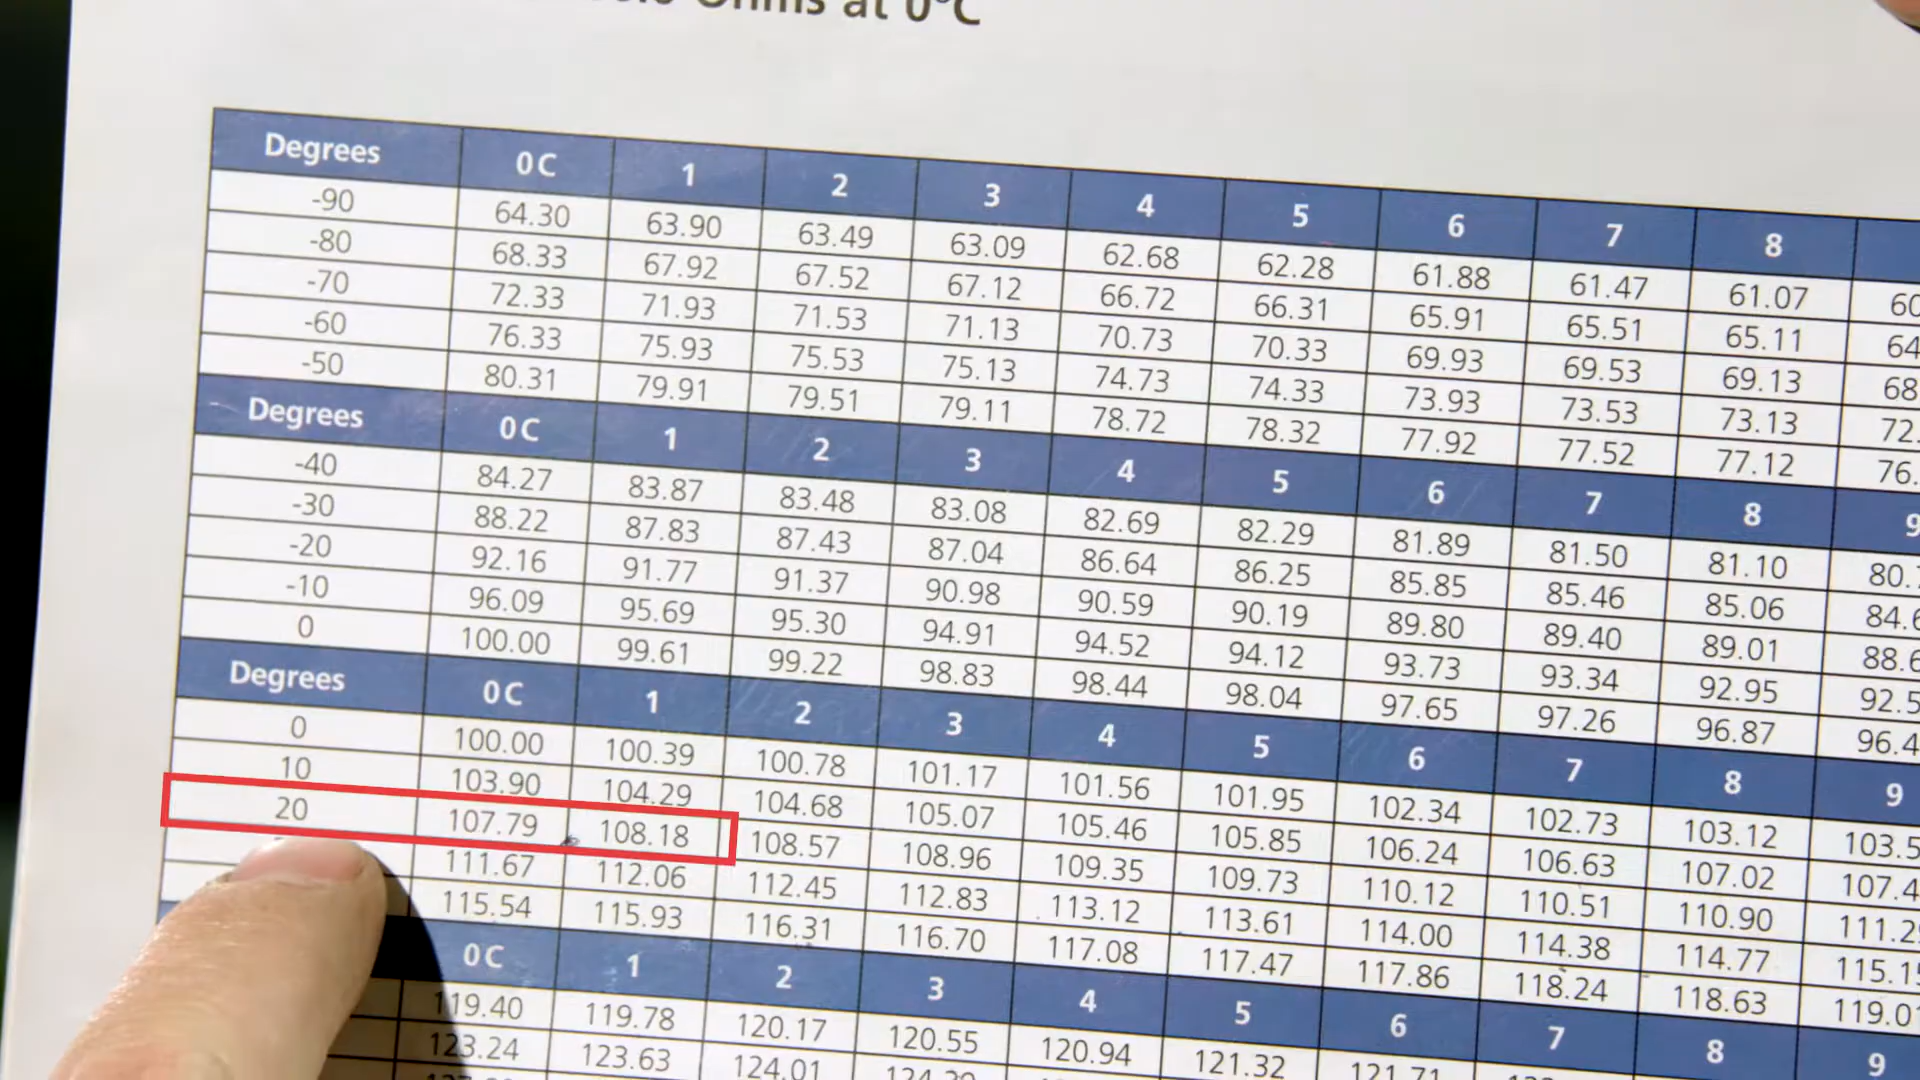 Ohms at 0°C
Degrees 0 C 1 2 3 4 5 6 7 8
-90 64.30 63.90 63.49 63.09 62.68 62.28 61.88 61.47 61.07 60
-80 68.33 67.92 67.52 67.12 66.72 66.31 65.91 65.51 65.11 64
-70 72.33 71.93 71.53 71.13 70.73 70.33 69.93 69.53 69.13 68
-60 76.33 75.93 75.53 75.13 74.73 74.33 73.93 73.53 73.13 72.
-50 80.31 79.91 79.51 79.11 78.72 78.32 77.92 77.52 77.12 76.
Degrees 0 C 1 2 3 4 5 6 7 8 9
-40 84.27 83.87 83.48 83.08 82.69 82.29 81.89 81.50 81.10 80.
-30 88.22 87.83 87.43 87.04 86.64 86.25 85.85 85.46 85.06 84.6
-20 92.16 91.77 91.37 90.98 90.59 90.19 89.80 89.40 89.01 88.6
-10 96.09 95.69 95.30 94.91 94.52 94.12 93.73 93.34 92.95 92.5
0 100.00 99.61 99.22 98.83 98.44 98.04 97.65 97.26 96.87 96.4
Degrees 0 C 1 2 3 4 5 6 7 8 9
0 100.00 100.39 100.78 101.17 101.56 101.95 102.34 102.73 103.12 103.5
10 103.90 104.29 104.68 105.07 105.46 105.85 106.24 106.63 107.02 107.4
20 107.79 108.18 108.57 108.96 109.35 109.73 110.12 110.51 110.90 111.2
111.67 112.06 112.45 112.83 113.12 113.61 114.00 114.38 114.77 115.1
115.54 115.93 116.31 116.70 117.08 117.47 117.86 118.24 118.63 119.0
0 C 1 2 3 4 5 6 7 8 9
119.40 119.78 120.17 120.55 120.94 121.32 121.71
123.24 123.63 124.01